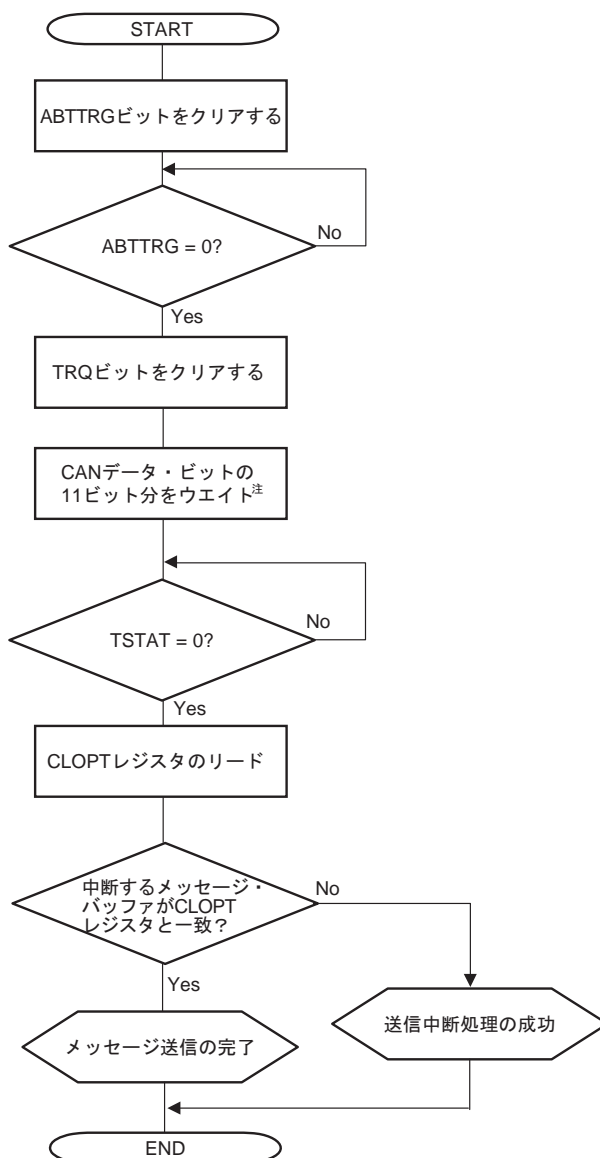 START
ABTTRGビットをクリアする
ABTTRG = 0?
No
Yes
TRQビットをクリアする
CANデータ・ビットの
11ビット分をウエイト注
TSTAT = 0?
No
Yes
CLOPTレジスタのリード
中断するメッセージ・
バッファがCLOPT
レジスタと一致？
No
Yes
送信中断処理の成功
メッセージ送信の完了
END